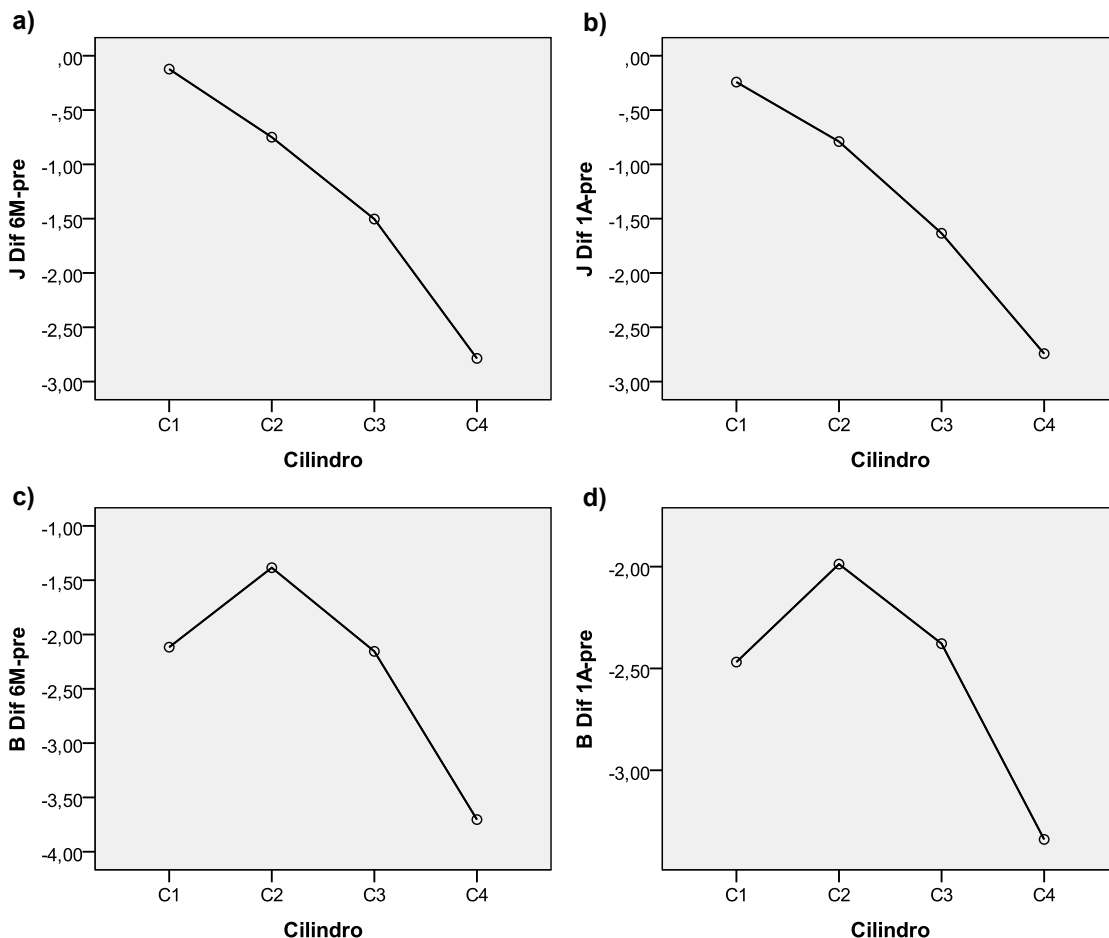 a)
,00
-,50
-1,00
-1,50
-2,00
-2,50
-3,00
J Dif 6M-pre
C1 C2 C3 C4
Cilindro
b)
,00
-,50
-1,00
-1,50
-2,00
-2,50
-3,00
J Dif 1A-pre
C1 C2 C3 C4
Cilindro
c)
-1,00
-1,50
-2,00
-2,50
-3,00
-3,50
-4,00
B Dif 6M-pre
C1 C2 C3 C4
Cilindro
d)
-2,00
-2,50
-3,00
B Dif 1A-pre
C1 C2 C3 C4
Cilindro